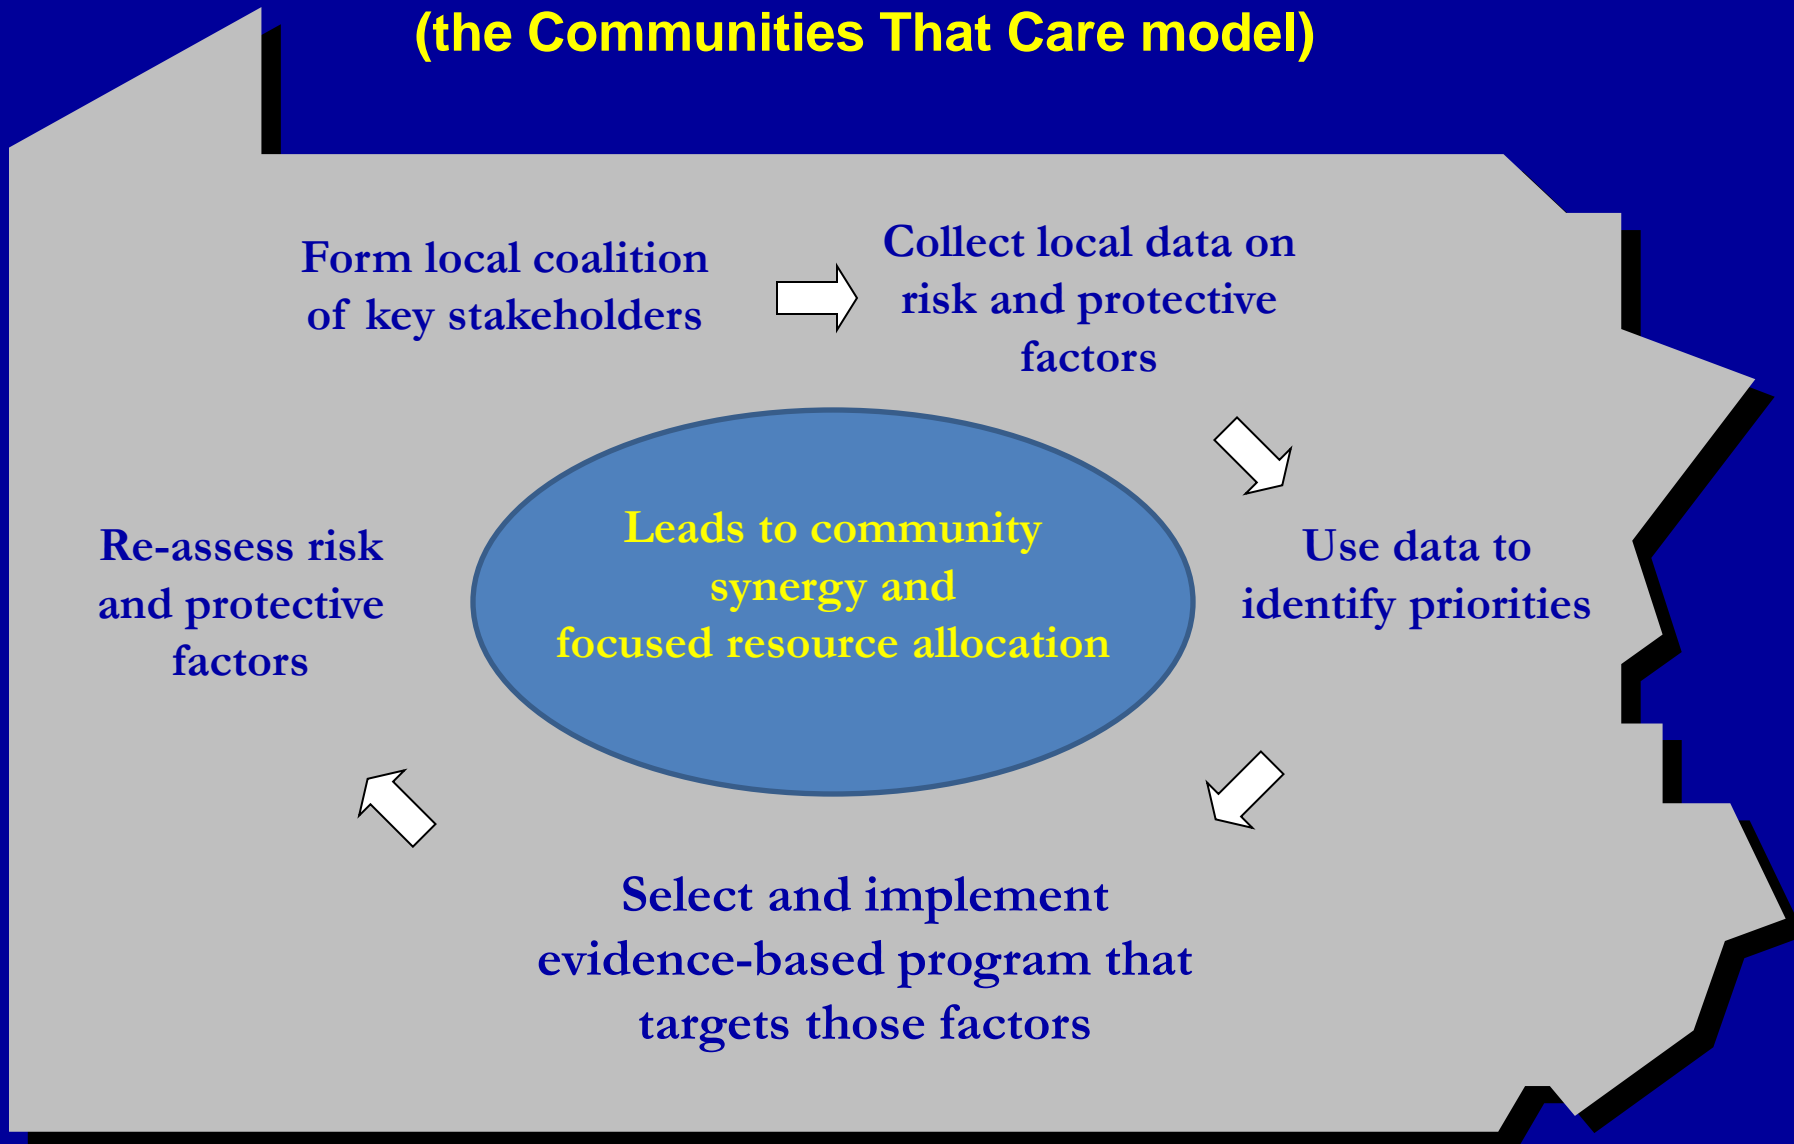 (the Communities That Care model)
Form local coalition
of key stakeholders
Collect local data on
risk and protective
factors
Use data to
identify priorities
Select and implement
evidence-based program that
targets those factors
Re-assess risk
and protective
factors
Leads to community
synergy and
focused resource allocation